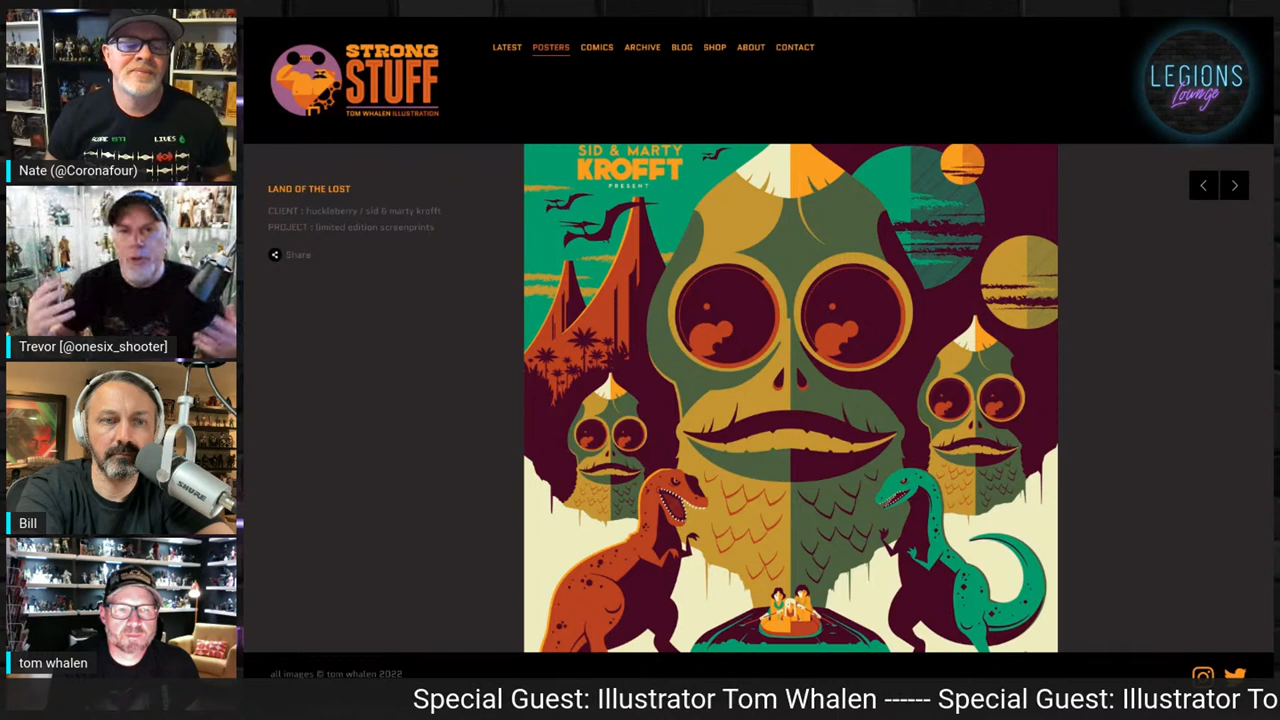 STRONG
STUFF
TOM WHALEN ILLUSTRATION
LATEST POSTERS COMICS ARCHIVE BLOG SHOP ABOUT CONTACT
LEGIONS
Lounge
LAND OF THE LOST
CLIENT : huckleberry / sid & marty krofft
PROJECT : limited edition screenprints
Share
SID & MARTY
KROFFT
PRESENT
LIVES
Nate (@Coronafour)
Trevor [@onesix_shooter]
SHURE
Bill
tom whalen
all images © tom whalen 2022
Special Guest: Illustrator Tom Whalen ------ Special Guest: Illustrator To